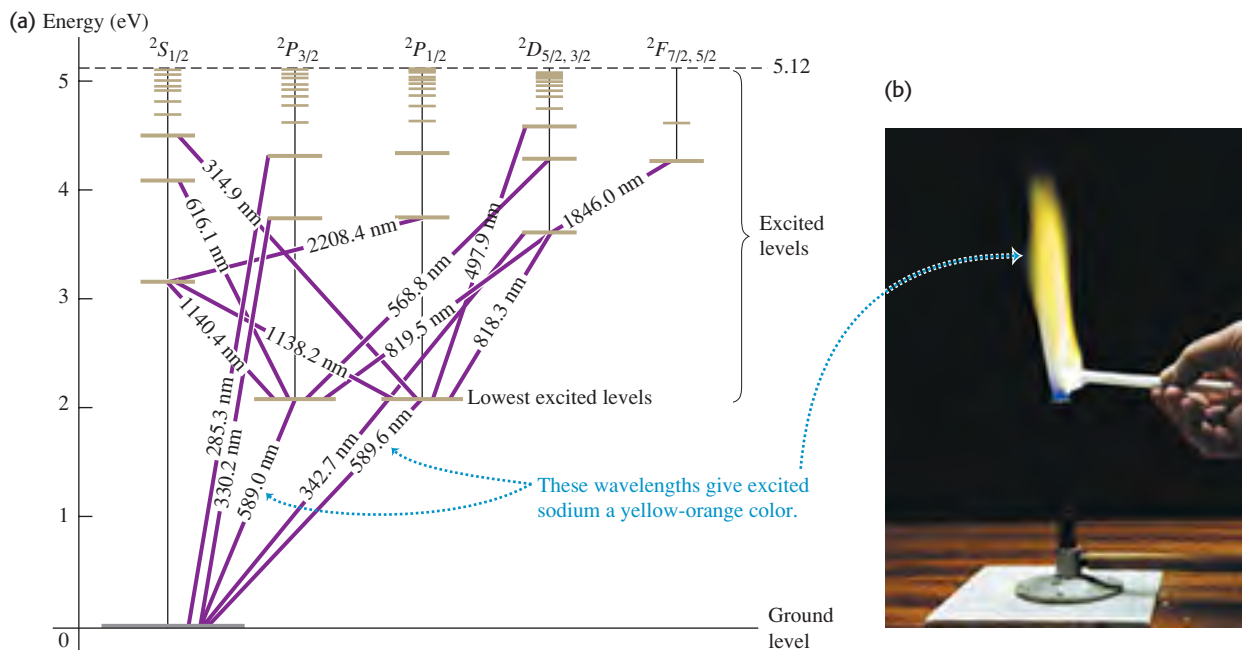 (a) Energy (eV)
²S₁/₂
²P₃/₂
²P₁/₂
²D₅/₂, ₃/₂
²F₇/₂, ₅/₂
5.12
5
4
3
2
1
0
314.9 nm
616.1 nm
2208.4 nm
1140.4 nm
1138.2 nm
568.8 nm
497.9 nm
819.5 nm
818.3 nm
1846.0 nm
285.3 nm
330.2 nm
589.0 nm
342.7 nm
589.6 nm
Excited
levels
Lowest excited levels
These wavelengths give excited
sodium a yellow-orange color.
Ground
level
(b)